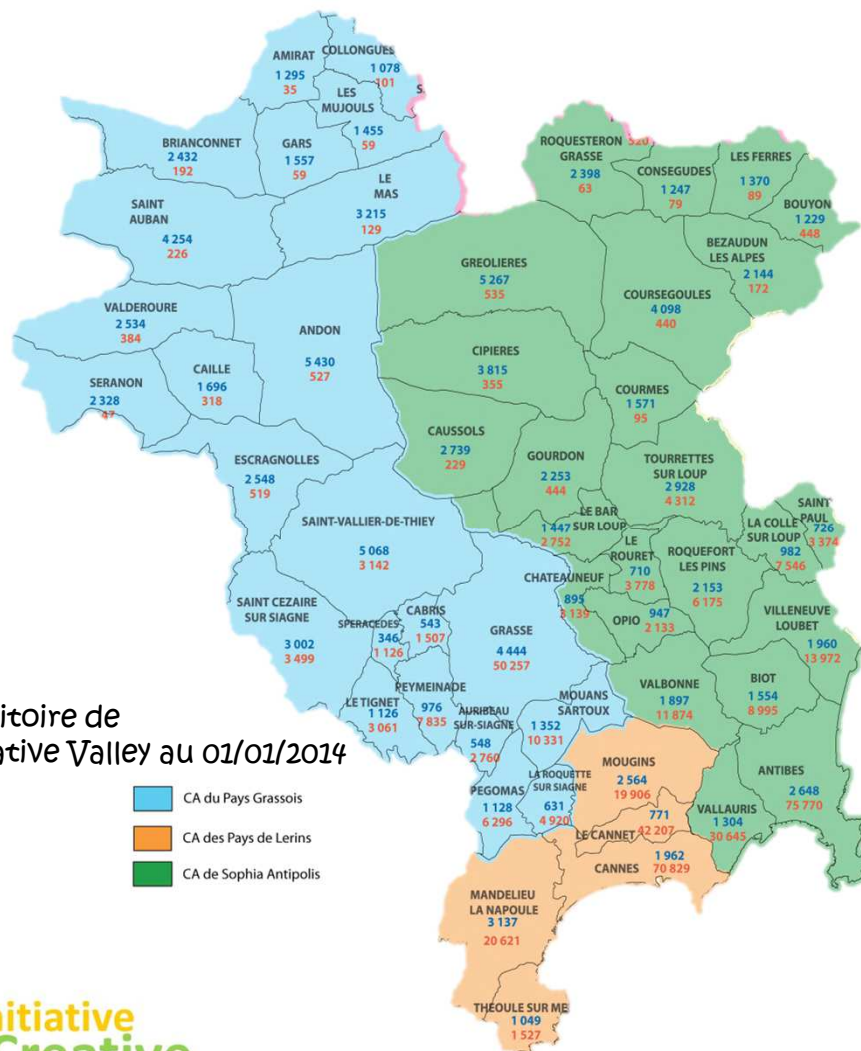 AMIRAT
1 295
35
COLLONGUES
1 078
101
S
LES
MUJOULS
1 455
59
BRIANCONNET
2 432
192
GARS
1 557
59
LE
MAS
3 215
129
SAINT
AUBAN
4 254
226
ROQUESTERON 320
GRASSE
2 398
63
CONSEGUDES
1 247
79
LES FERRES
1 370
89
BOUYON
1 229
448
BEZAUDUN
LES ALPES
2 144
172
GREOLIERES
5 267
535
COURSEGOULES
4 098
440
VALDEROURE
2 534
384
ANDON
5 430
527
CIPIERES
3 815
355
SERANON
2 328
47
CAILLE
1 696
318
COURMES
1 571
95
CAUSSOLS
2 739
229
ESCRAGNOLLES
2 548
519
GOURDON
2 253
444
TOURRETTES
SUR LOUP
2 928
4 312
SAINT-VALLIER-DE-THIEY
5 068
3 142
LE BAR
SUR LOUP
1 447
2 752
LE
ROURET
710
3 778
ROQUEFORT
LES PINS
2 153
6 175
LA COLLE
SUR LOUP
982
7 546
SAINT
PAUL
726
3 374
CHATEAUNEUF
895
3 139
OPIO
947
2 133
VILLENEUVE
LOUBET
1 960
13 972
SAINT CEZAIRE
SUR SIAGNE
3 002
3 499
SPERACEDES
346
1 126
CABRIS
543
1 507
GRASSE
4 444
50 257
LE TIGNET
1 126
3 061
PEYMEINADE
976
7 835
AURIBEAU
SUR-SIAGNE
548
2 760
MOUANS
SARTOUX
1 352
10 331
VALBONNE
1 897
11 874
BIOT
1 554
8 995
itoire de
ative Valley au 01/01/2014
PEGOMAS
1 128
6 296
LA ROQUETTE
SUR SIAGNE
631
4 920
MOUGINS
2 564
19 906
ANTIBES
2 648
75 770
VALLAURIS
1 304
30 645
LE CANNET
771
42 207
CANNES
1 962
70 829
CA du Pays Grassois
CA des Pays de Lerins
CA de Sophia Antipolis
MANDELIEU
LA NAPOULE
3 137
20 621
THEOULE SUR ME
1 049
1 527
nitiative
Creative